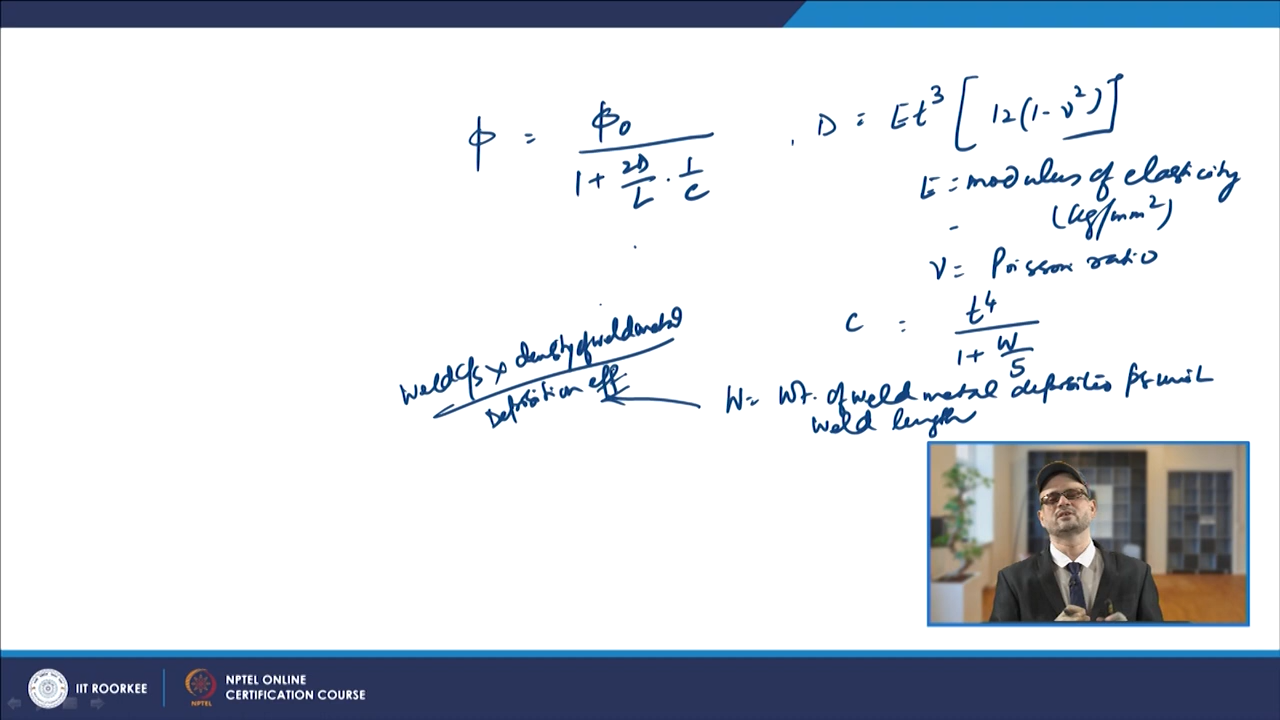 ϕ = ϕ₀ / (1 + 2D/L · 1/C) , D = Et³ [12(1-ν²)]
E = modulus of elasticity
(kg/mm²)
ν = Poisson ratio
C = t⁴ / (1 + W/5)
weld C/s × density of weld metal
Deposition eff
W = Wt. of weld metal deposited per unit
weld length
IIT ROORKEE
NPTEL ONLINE
CERTIFICATION COURSE
NPTEL